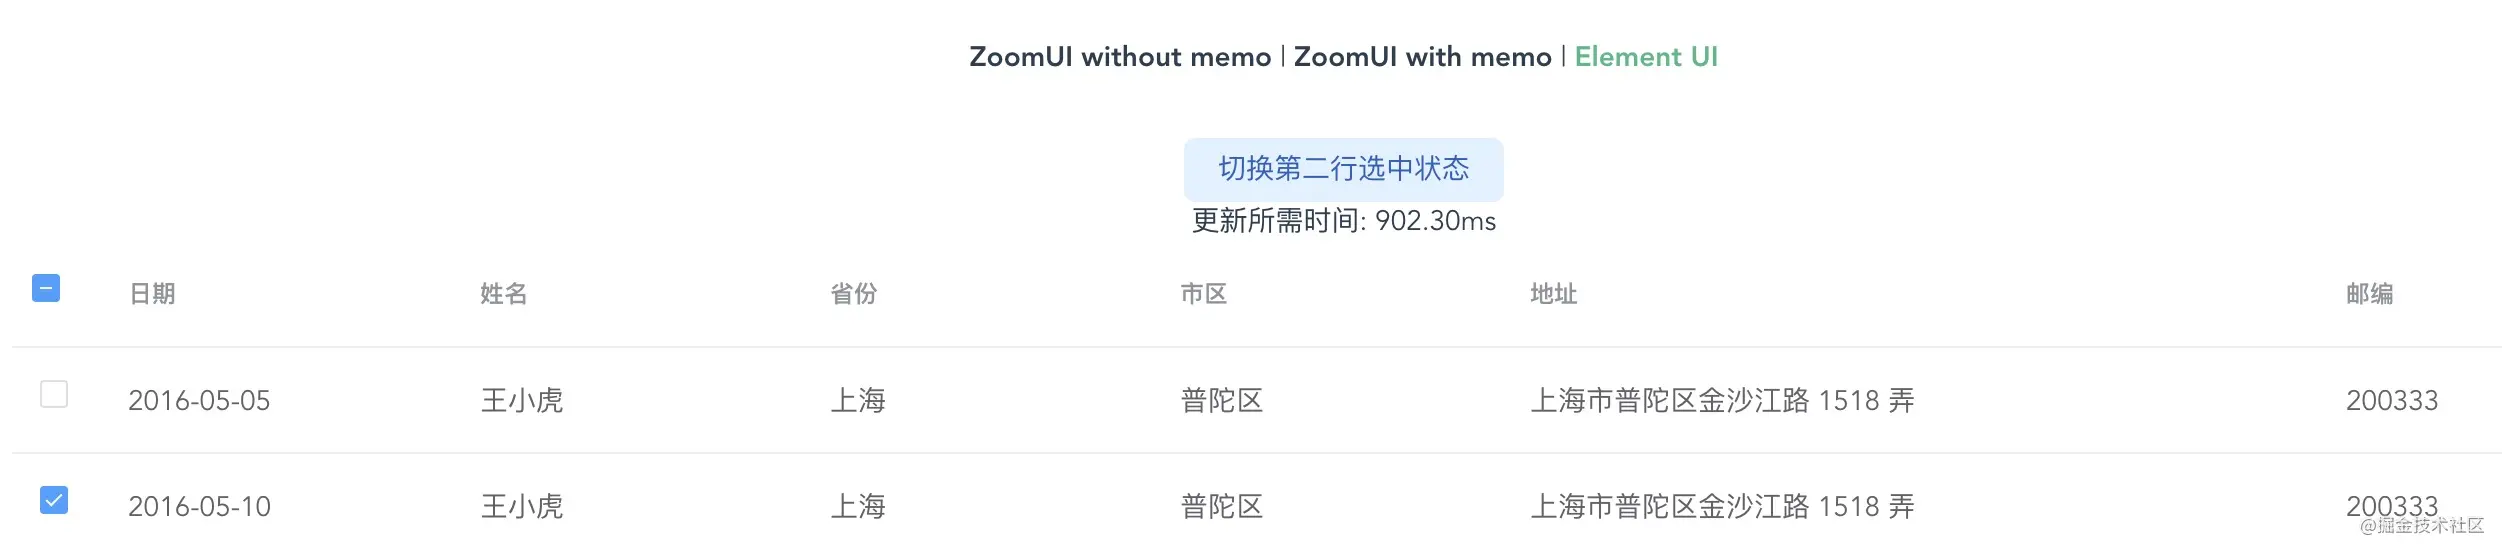 ZoomUI without memo | ZoomUI with memo | Element UI
切换第二行选中状态
更新所需时间: 902.30ms
日期 姓名 省份 市区 地址 邮编
2016-05-05 王小虎 上海 普陀区 上海市普陀区金沙江路 1518 弄 200333
2016-05-10 王小虎 上海 普陀区 上海市普陀区金沙江路 1518 弄 200333
@掘金技术社区